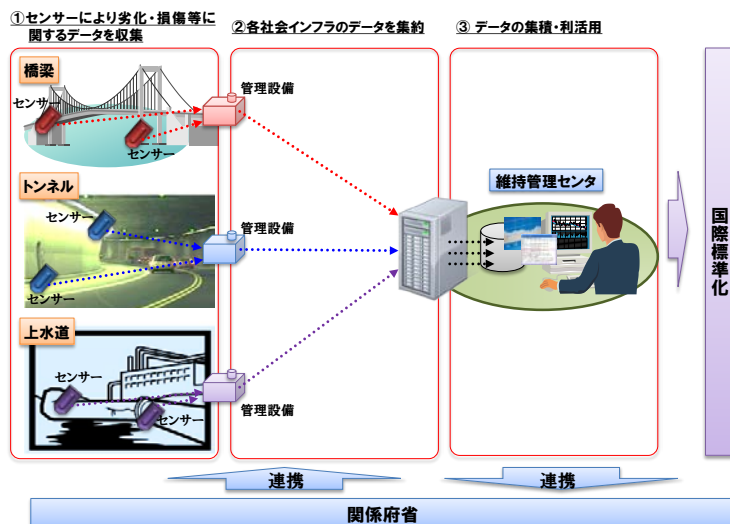 ①センサーにより劣化・損傷等に
関するデータを収集
②各社会インフラのデータを集約
③ データの集積・利活用
橋梁
センサー
センサー
管理設備
トンネル
センサー
センサー
管理設備
上水道
センサー
センサー
管理設備
維持管理センタ
国際標準化
連携
連携
関係府省